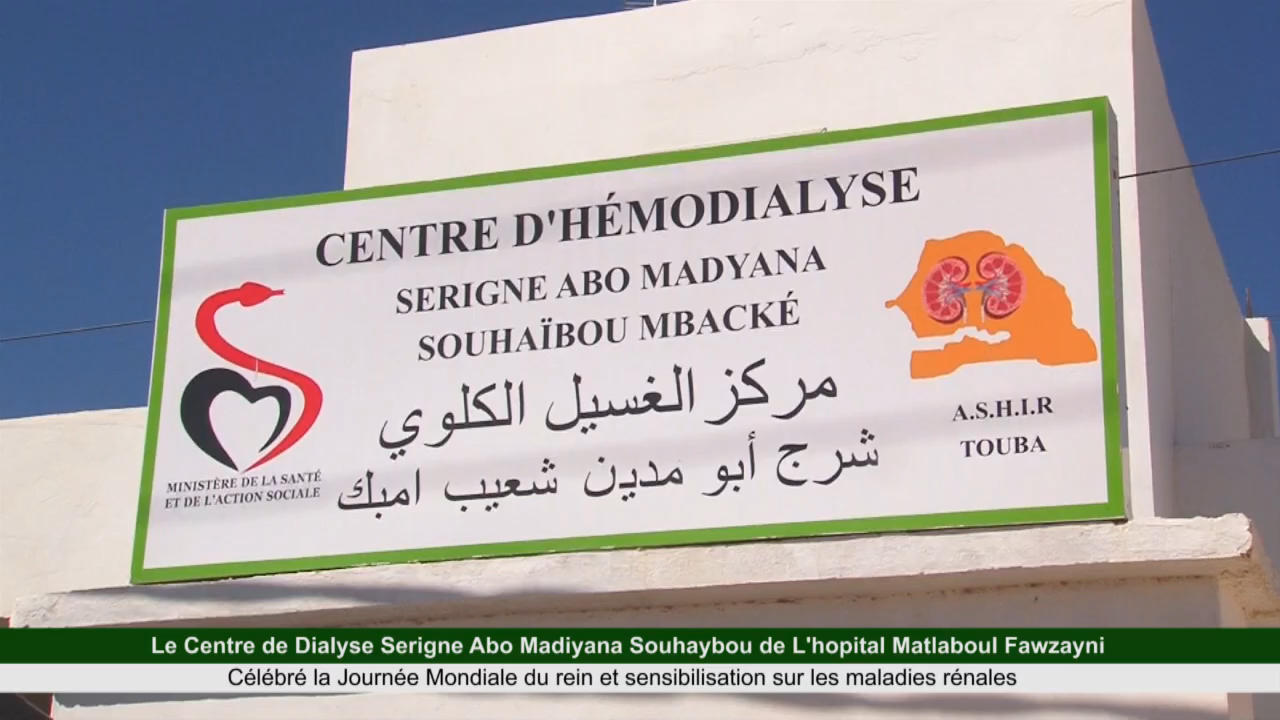 CENTRE D'HÉMODIALYSE
SERIGNE ABO MADYANA
SOUHAÏBOU MBACKÉ
مركز الغسيل الكلوي
شرج أبو مدين شعيب امبك
MINISTÈRE DE LA SANTÉ
ET DE L'ACTION SOCIALE
A.S.H.I.R
TOUBA
Le Centre de Dialyse Serigne Abo Madiyana Souhaybou de L'hopital Matlaboul Fawzayni
Célébré la Journée Mondiale du rein et sensibilisation sur les maladies rénales